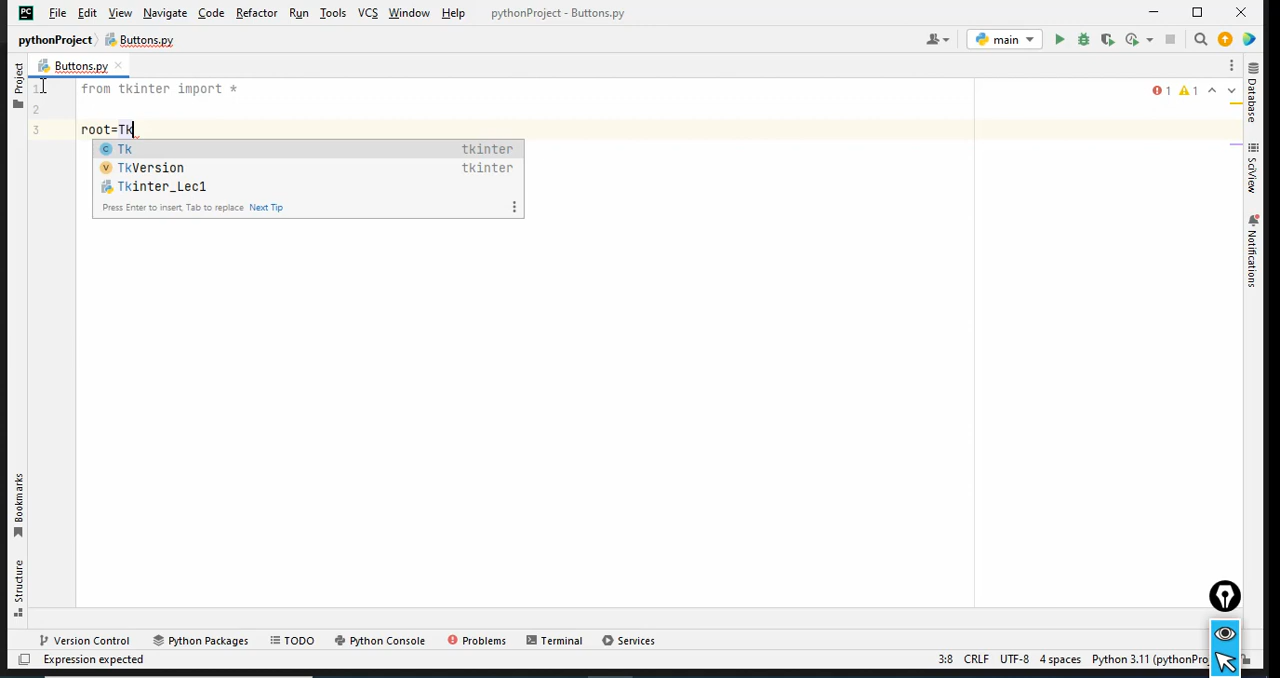 PC File Edit View Navigate Code Refactor Run Tools VCS Window Help pythonProject - Buttons.py
pythonProject Buttons.py main
Buttons.py
Project
1 from tkinter import * 1 1
2
3 root=Tk
Tk tkinter
TkVersion tkinter
Tkinter_Lec1
Press Enter to insert, Tab to replace Next Tip
Database
SciView
Notifications
Bookmarks
Structure
Version Control Python Packages TODO Python Console Problems Terminal Services
Expression expected 3:8 CRLF UTF-8 4 spaces Python 3.11 (pythonPro